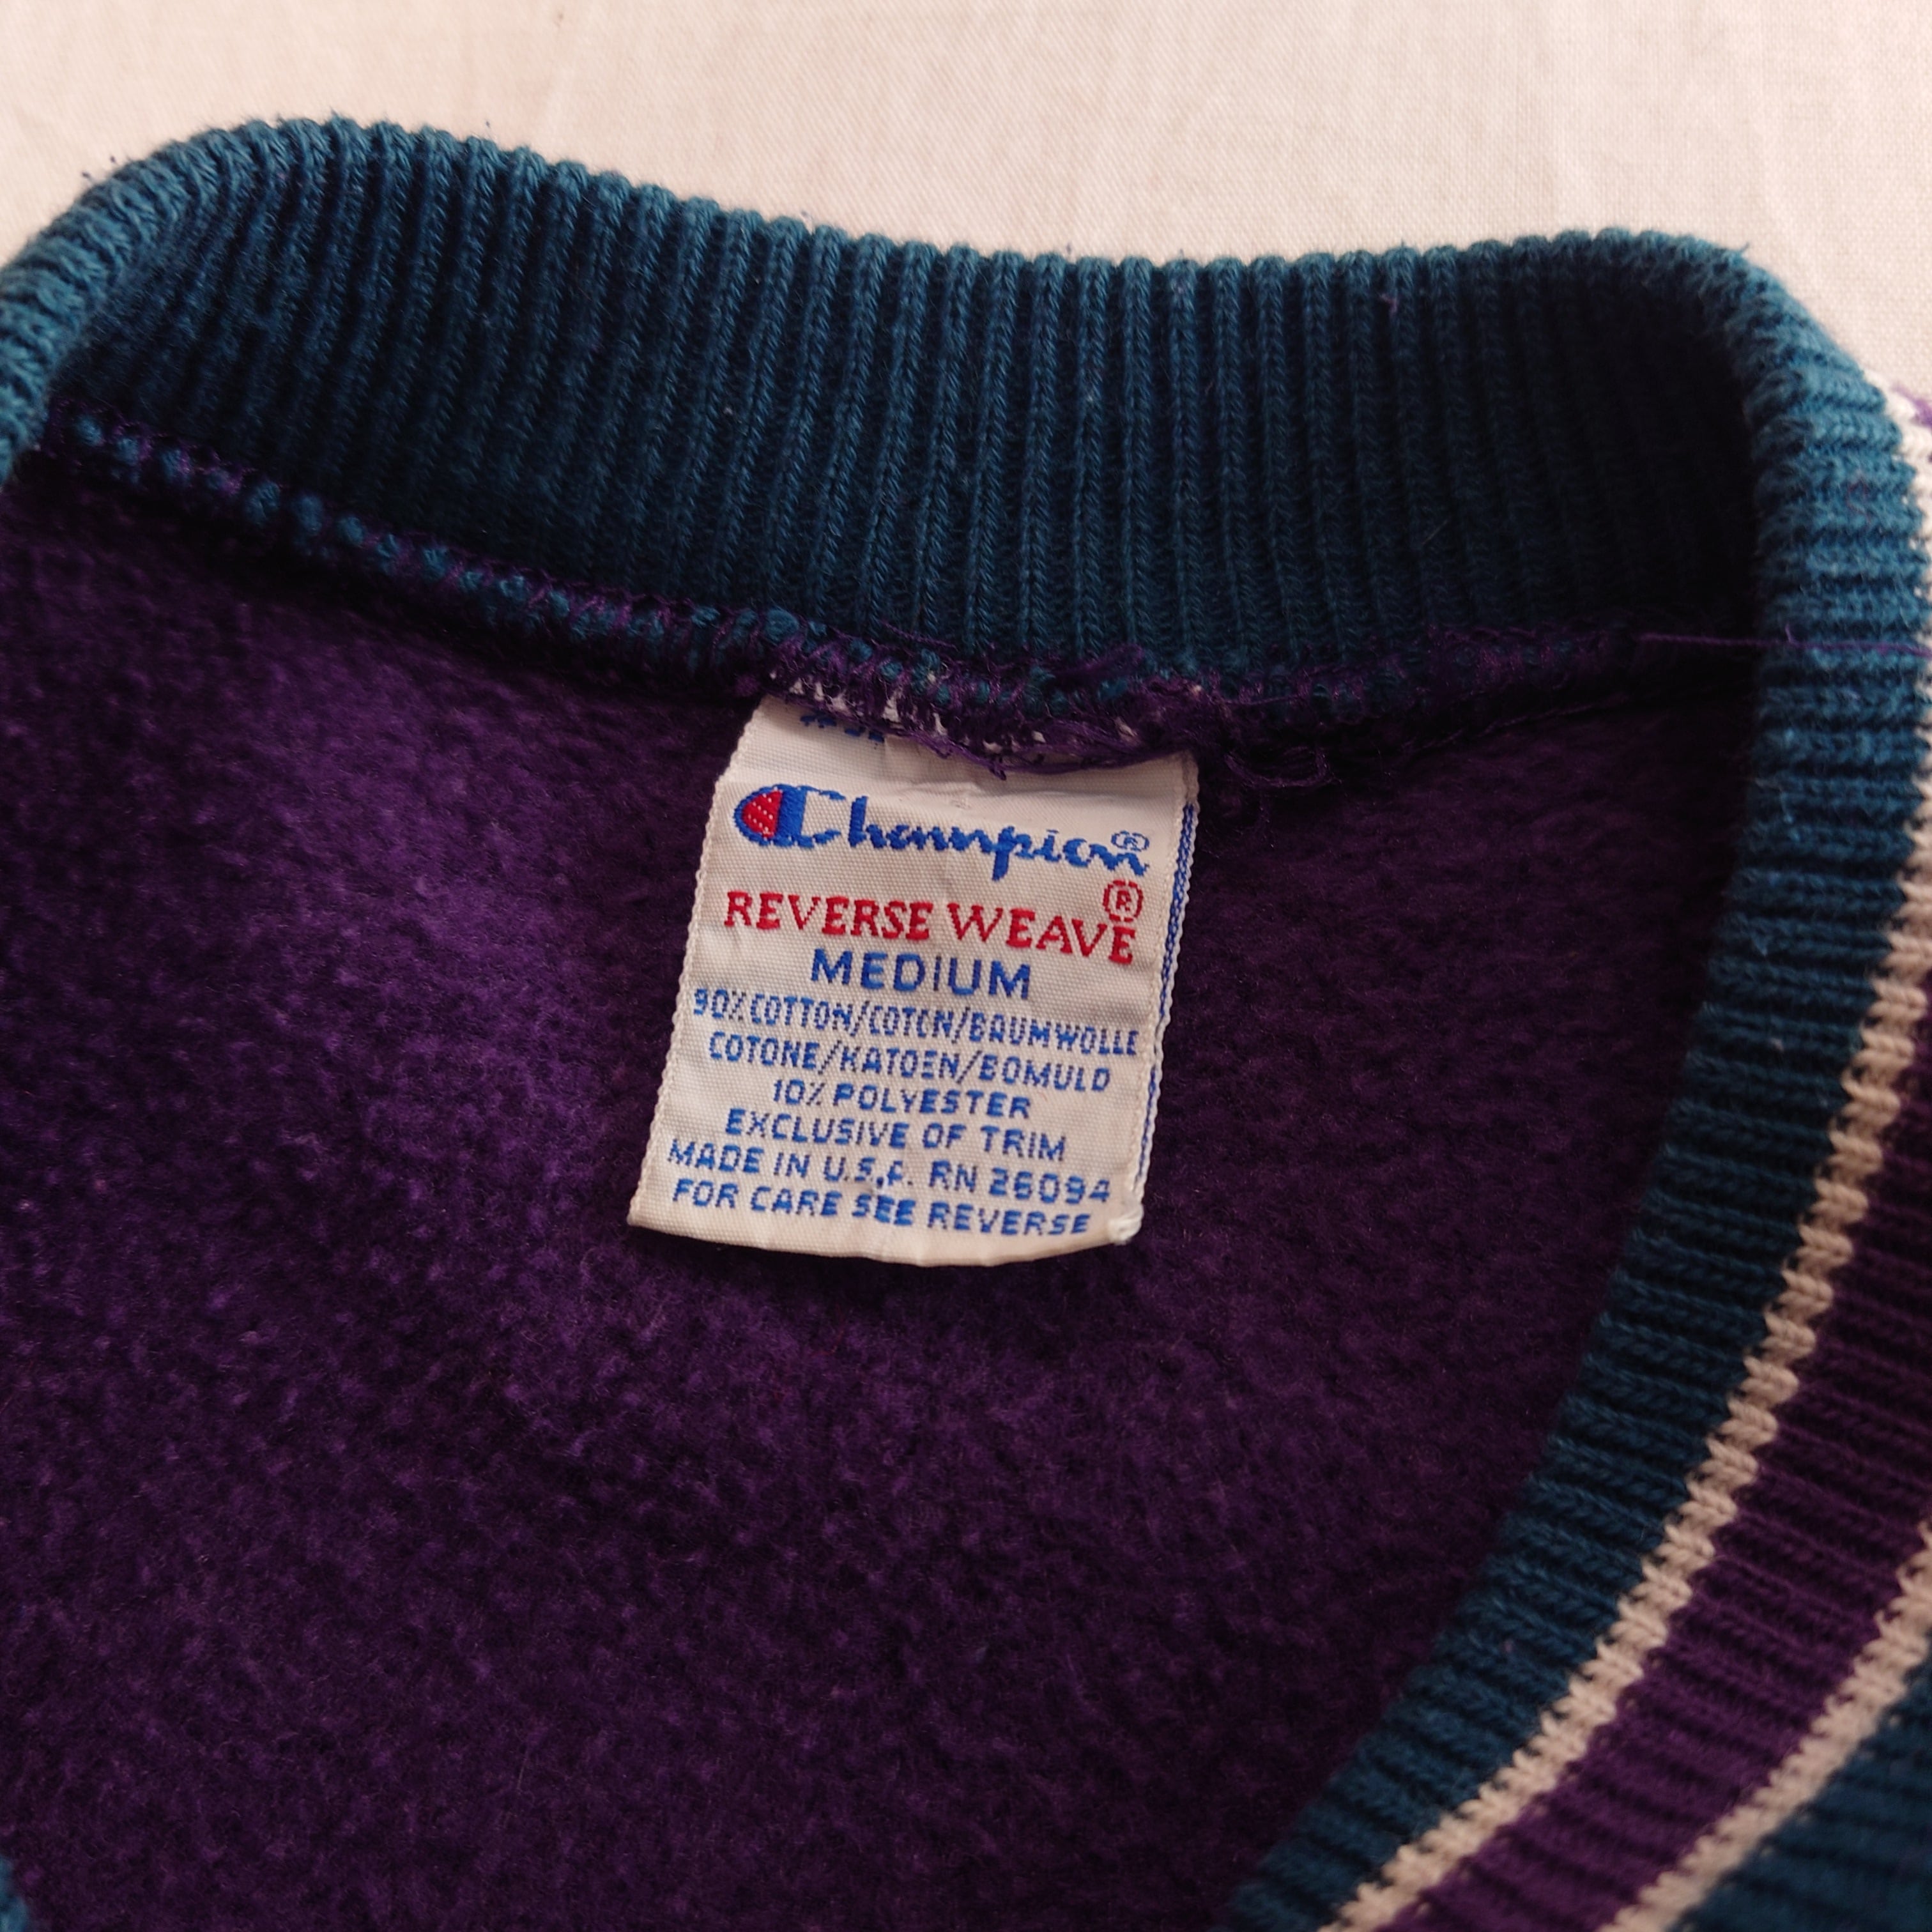 Champion®
REVERSE WEAVE®
MEDIUM
90% COTTON/COTON/BAUMWOLLE
COTONE/KATOEN/BOMULD
10% POLYESTER
EXCLUSIVE OF TRIM
MADE IN U.S.A. RN 26094
FOR CARE SEE REVERSE